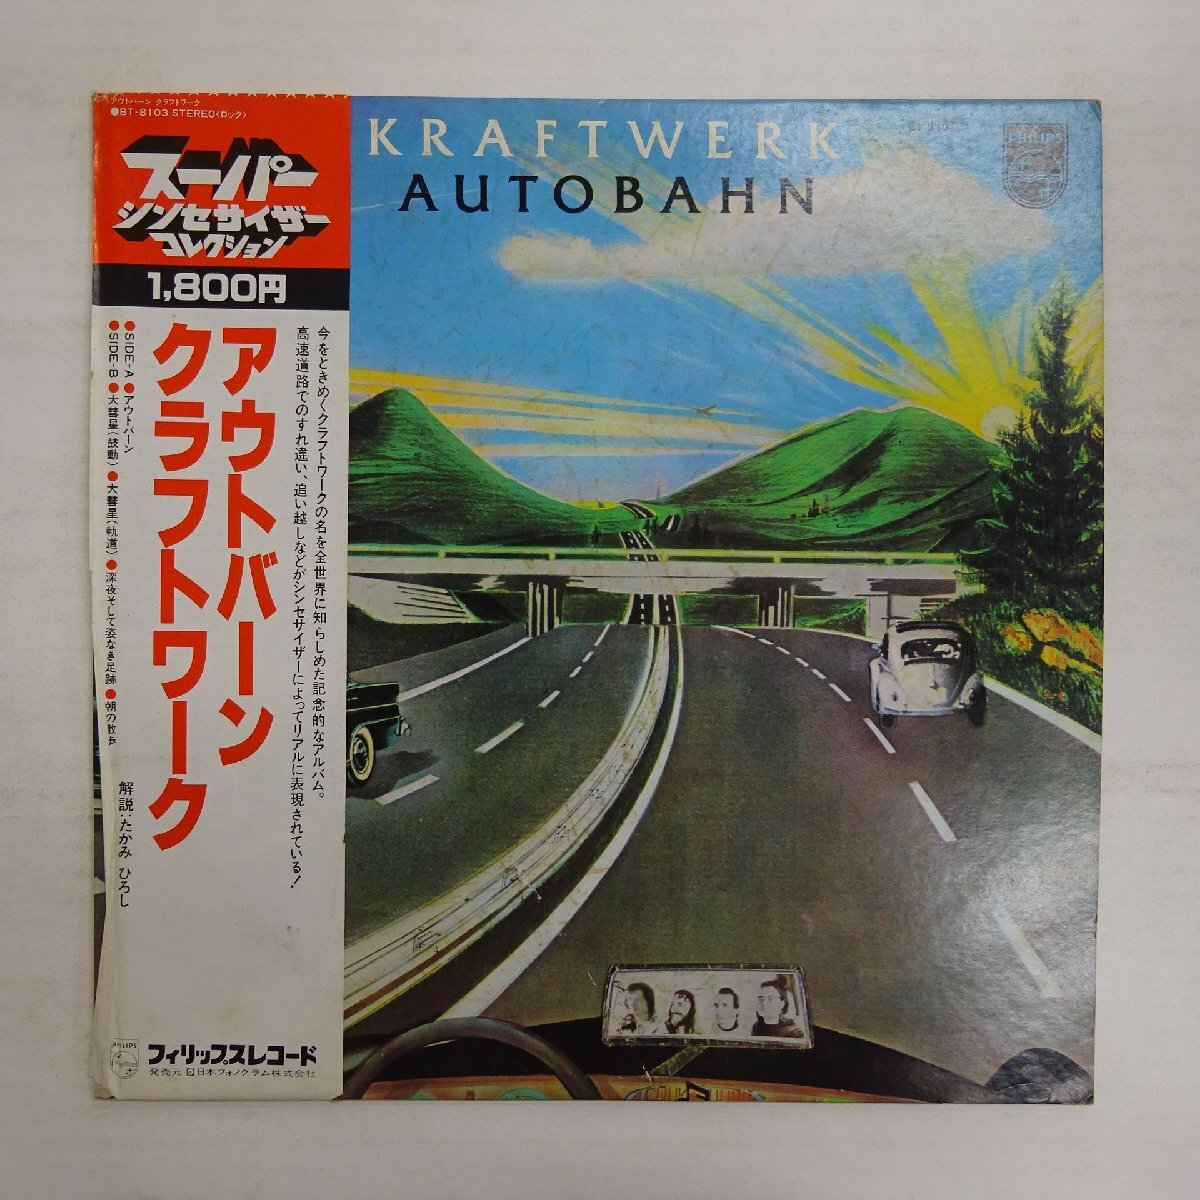 アウトバーン クラフトワーク
●BT-8103 STEREO〈ロック〉
スーパー
シンセサイザー
コレクション
1,800円
今をときめくクラフトワークの名を全世界に知らしめた記念的なアルバム。
高速道路でのすれ違い、追い越しなどがシンセサイザーによってリアルに表現されている!
アウトバーン
クラフトワーク
●SIDE-A●アウトバーン
●SIDE-B●大彗星(鼓動)●大彗星(軌道)●深夜そして姿なき足跡●朝の散歩
解説:たかみ ひろし
PHILIPS
フィリップスレコード
発売元 日本フォノグラム株式会社
KRAFTWERK
AUTOBAHN
PHILIPS